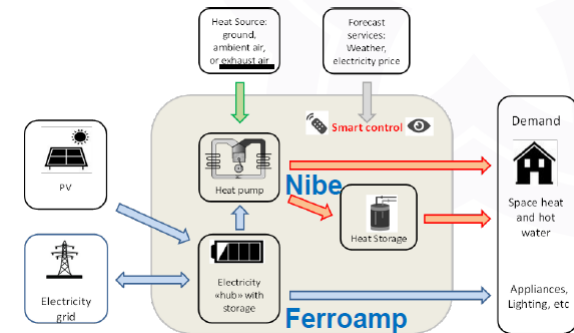 Heat Source:
ground,
ambient air,
or exhaust air
Forecast
services:
Weather,
electricity price
Smart control
Demand
PV
Heat pump
Nibe
Heat Storage
Space heat
and hot
water
Electricity
grid
Electricity
«hub» with
storage
Ferroamp
Appliances,
Lighting, etc